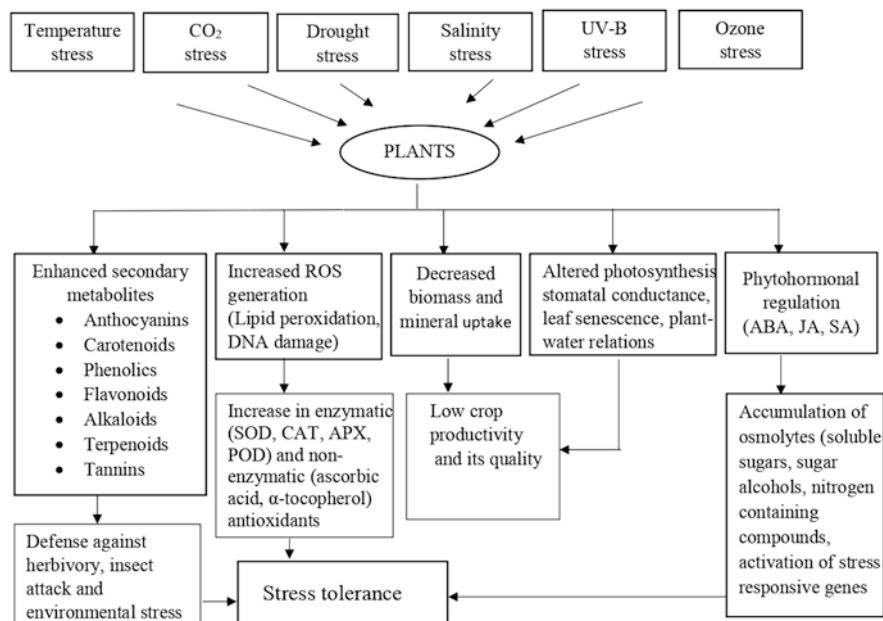 Temperature
stress
CO₂
stress
Drought
stress
Salinity
stress
UV-B
stress
Ozone
stress
PLANTS
Enhanced secondary
metabolites
• Anthocyanins
• Carotenoids
• Phenolics
• Flavonoids
• Alkaloids
• Terpenoids
• Tannins
Increased ROS
generation
(Lipid peroxidation,
DNA damage)
Decreased
biomass and
mineral uptake
Altered photosynthesis
stomatal conductance,
leaf senescence, plant-
water relations
Phytohormonal
regulation
(ABA, JA, SA)
Increase in enzymatic
(SOD, CAT, APX,
POD) and non-
enzymatic (ascorbic
acid, α-tocopherol)
antioxidants
Low crop
productivity
and its quality
Accumulation of
osmolytes (soluble
sugars, sugar
alcohols, nitrogen
containing
compounds,
activation of stress
responsive genes
Defense against
herbivory, insect
attack and
environmental stress
Stress tolerance